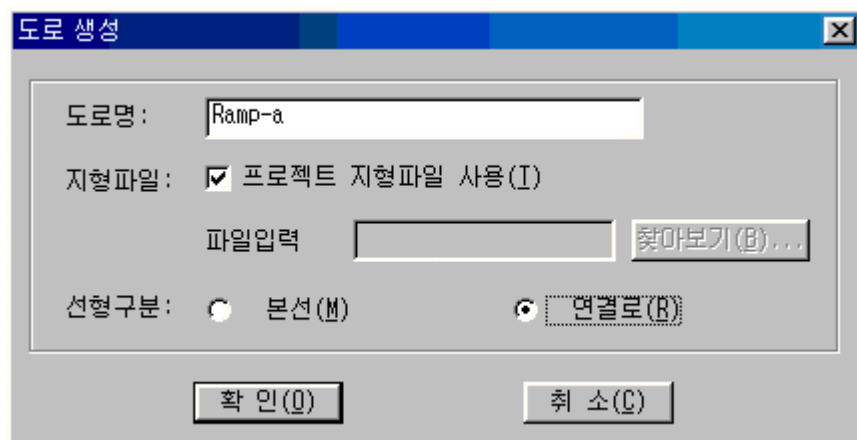 도로 생성
도로명: Ramp-a
지형파일: 프로젝트 지형파일 사용(T)
파일입력 찾아보기(B)...
선형구분: 본선(M) 연결로(R)
확 인(O) 취 소(C)